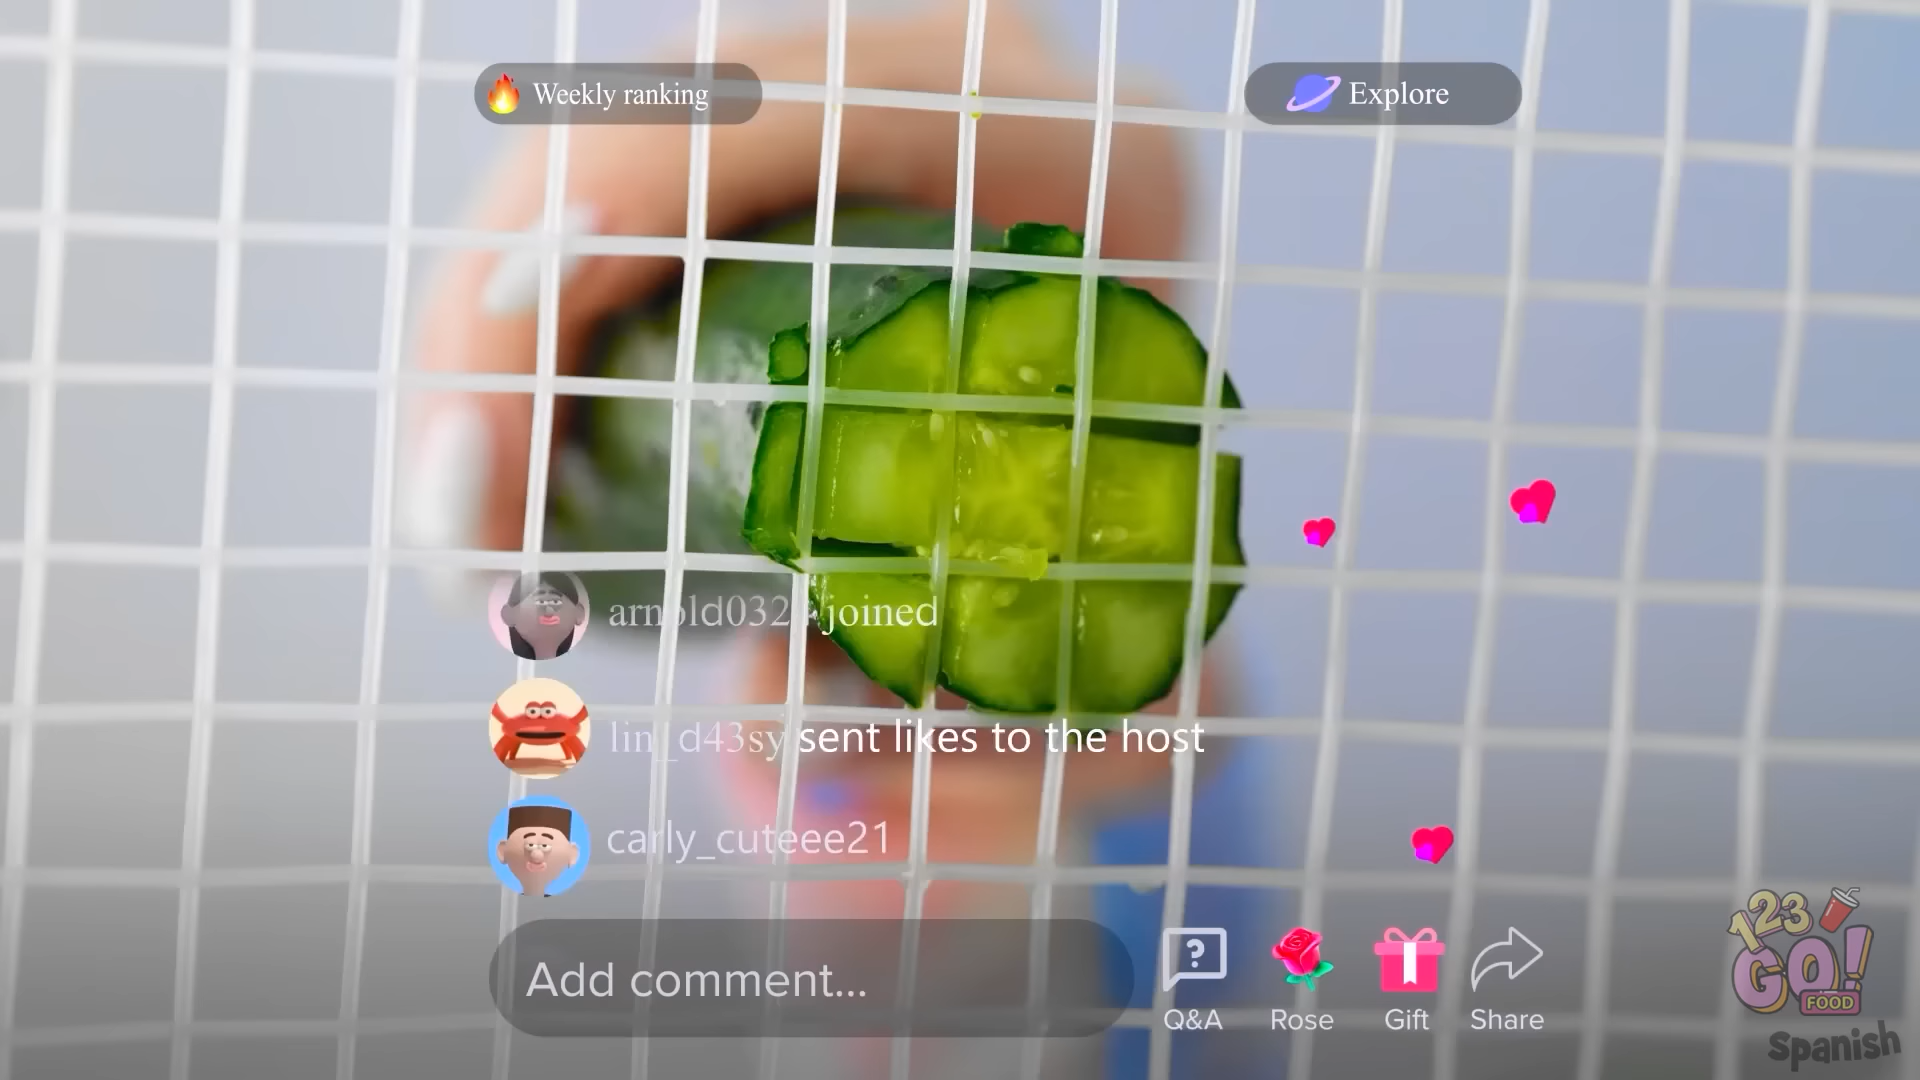 Weekly ranking
Explore
joined
lin_d43sy sent likes to the host
carly_cuteee21
Add comment...
Q&A
Rose
Gift
Share
123
GO!
FOOD
Spanish